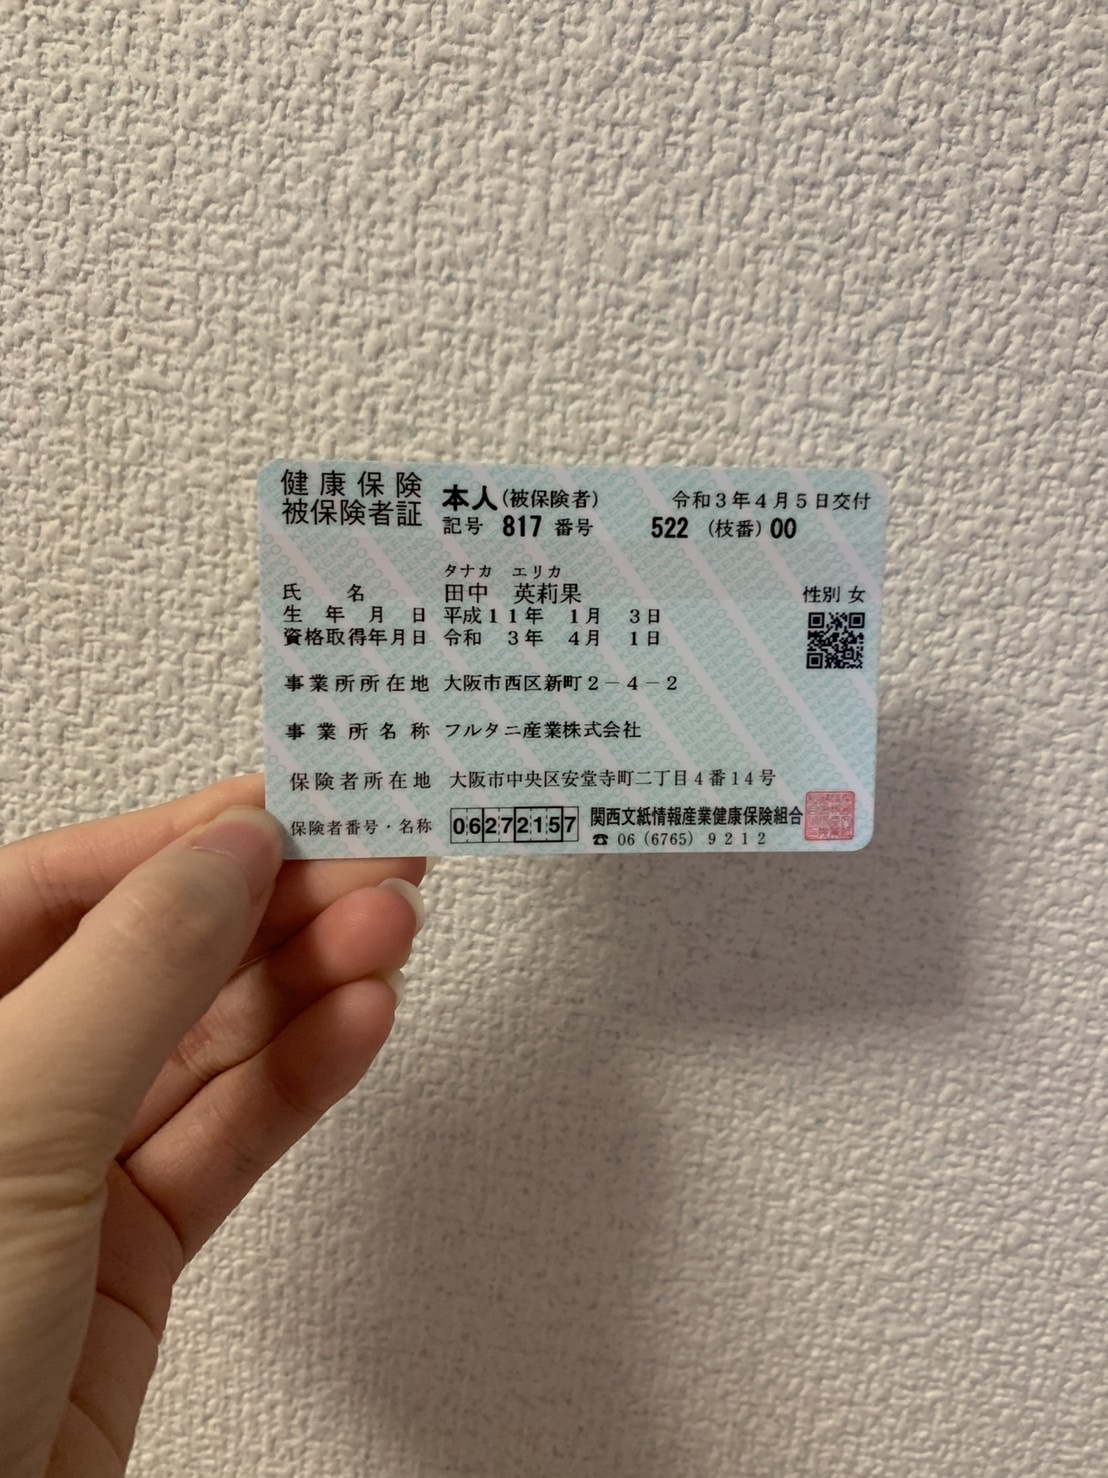 健康保険
被保険者証
本人(被保険者) 令和3年4月5日交付
記号 817 番号 522 (枝番) 00
タナカ エリカ
氏名 田中 英莉果 性別 女
生年月日 平成11年 1月 3日
資格取得年月日 令和 3年 4月 1日
事業所所在地 大阪市西区新町2-4-2
事業所名称 フルタニ産業株式会社
保険者所在地 大阪市中央区安堂寺町二丁目4番14号
保険者番号・名称 06272157 関西文紙情報産業健康保険組合
☎ 06 (6765) 9212